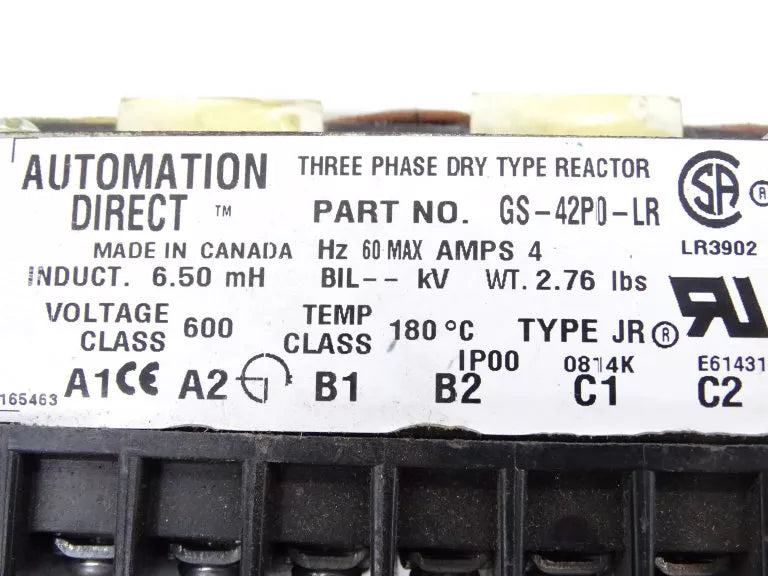 AUTOMATION DIRECT ™
THREE PHASE DRY TYPE REACTOR
PART NO. GS-42P0-LR
SA ®
LR3902
MADE IN CANADA Hz 60 MAX AMPS 4
INDUCT. 6.50 mH BIL-- kV WT. 2.76 lbs
VOLTAGE CLASS 600 TEMP CLASS 180 °C TYPE JR ®
IP00 0814K E61431
165463 A1 CE A2 B1 B2 C1 C2